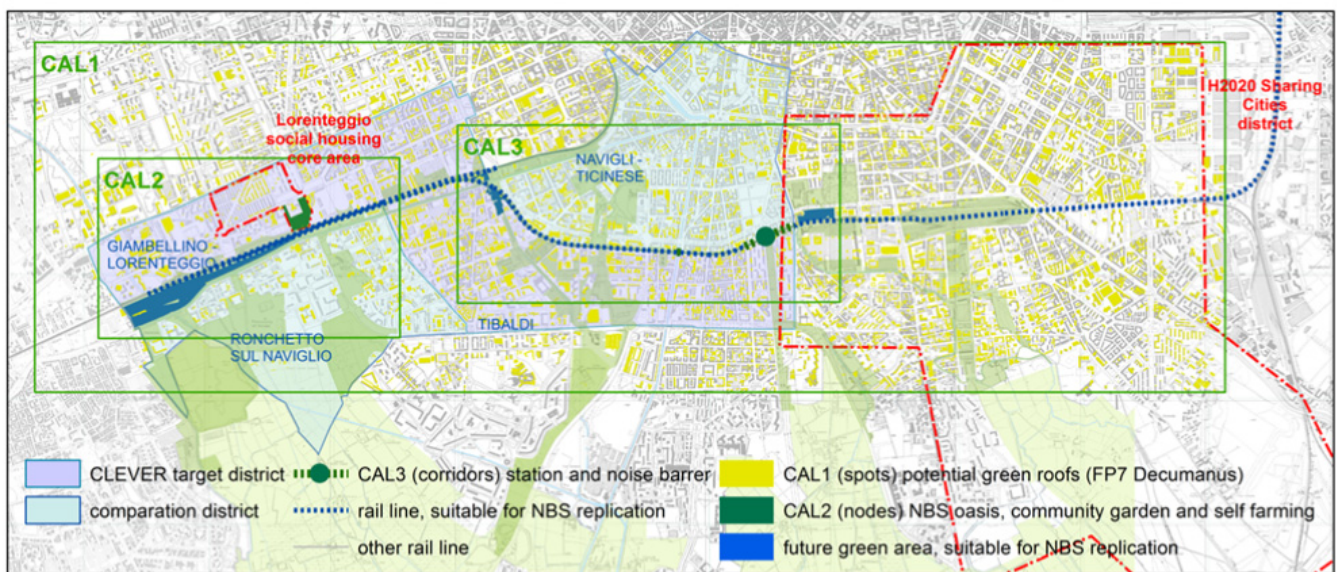 CAL1
H2020 Sharing
Cities
district
Lorenteggio
social housing
core area
CAL3
NAVIGLI -
TICINESE
CAL2
GIAMBELLINO -
LORENTEGGIO
TIBALDI
RONCHETTO
SUL NAVIGLIO
CLEVER target district
comparation district
CAL3 (corridors) station and noise barrer
rail line, suitable for NBS replication
other rail line
CAL1 (spots) potential green roofs (FP7 Decumanus)
CAL2 (nodes) NBS oasis, community garden and self farming
future green area, suitable for NBS replication